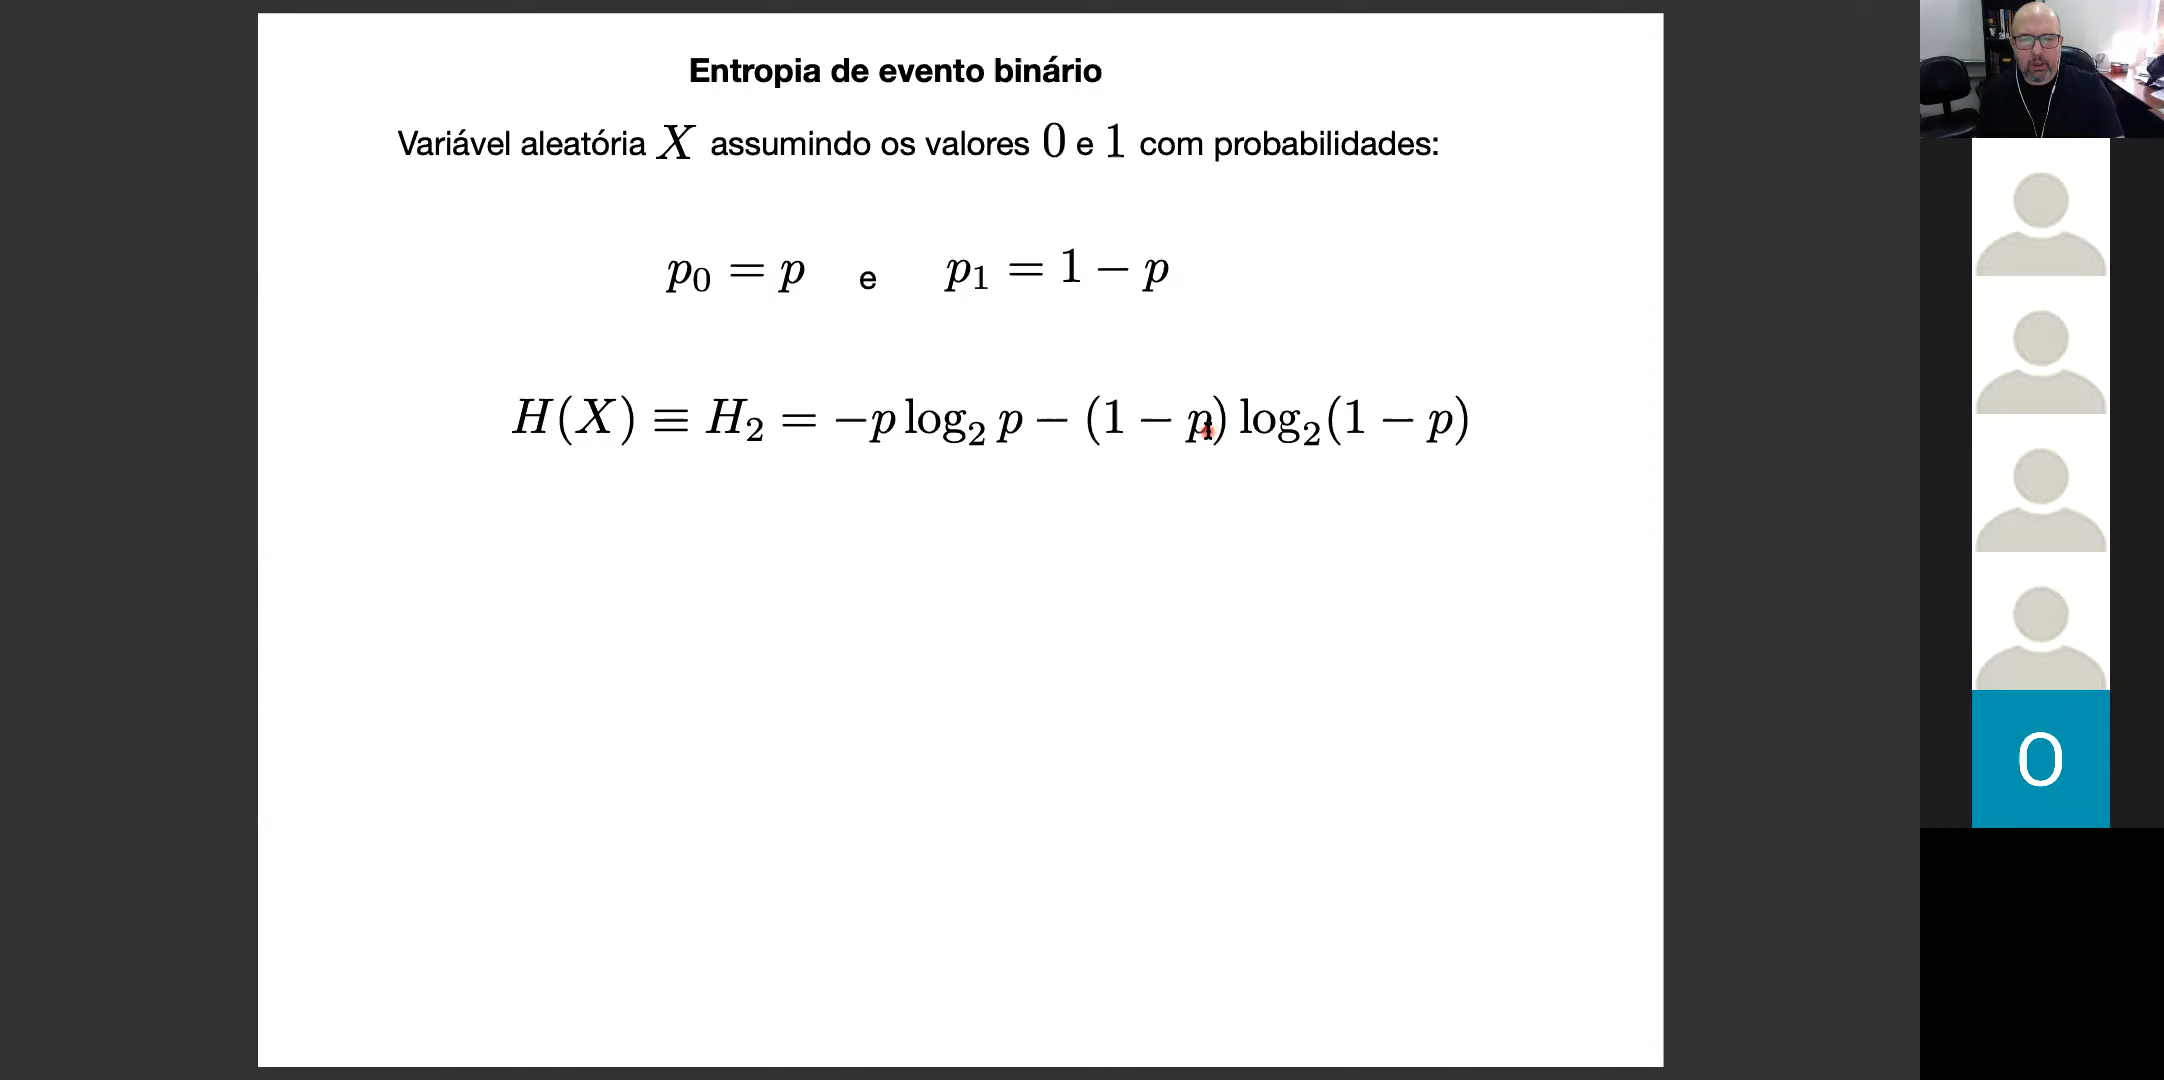 Entropia de evento binário
Variável aleatória X assumindo os valores 0 e 1 com probabilidades:
p₀ = p e p₁ = 1 − p
H(X) ≡ H₂ = −p log₂ p − (1 − p) log₂(1 − p)
O